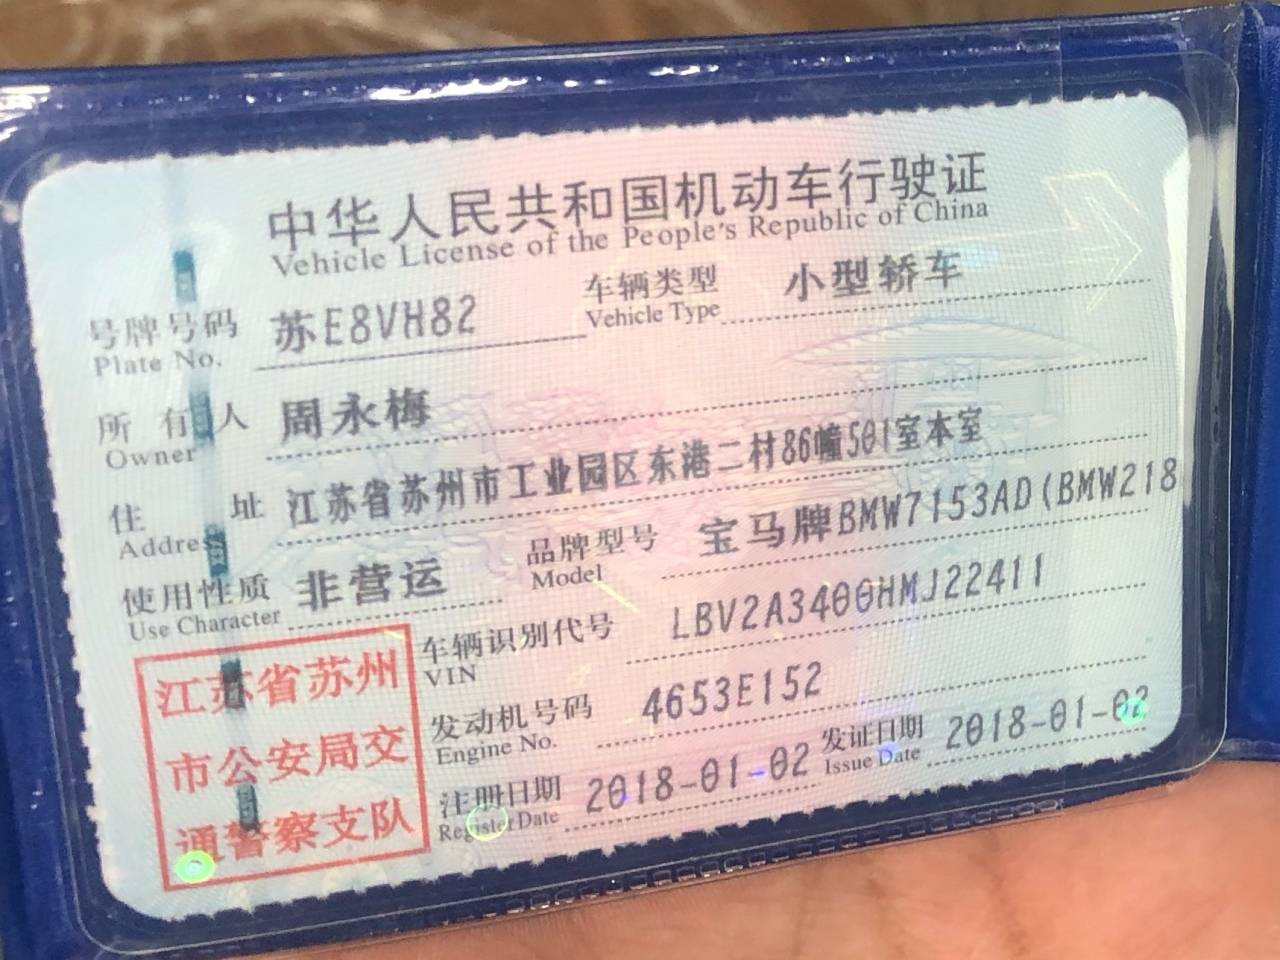 中华人民共和国机动车行驶证
Vehicle License of the People's Republic of China
号牌号码 苏E8VH82 车辆类型 小型轿车
Plate No. Vehicle Type
所有人 周永梅
Owner
住址 江苏省苏州市工业园区东港二村86幢501室本室
Address
使用性质 非营运 品牌型号 宝马牌BMW7153AD(BMW218
Use Character Model
车辆识别代号 LBV2A3400HMJ22411
VIN
发动机号码 4653E152
Engine No.
注册日期 2018-01-02 发证日期 2018-01-02
Register Date Issue Date
江苏省苏州
市公安局交
通警察支队